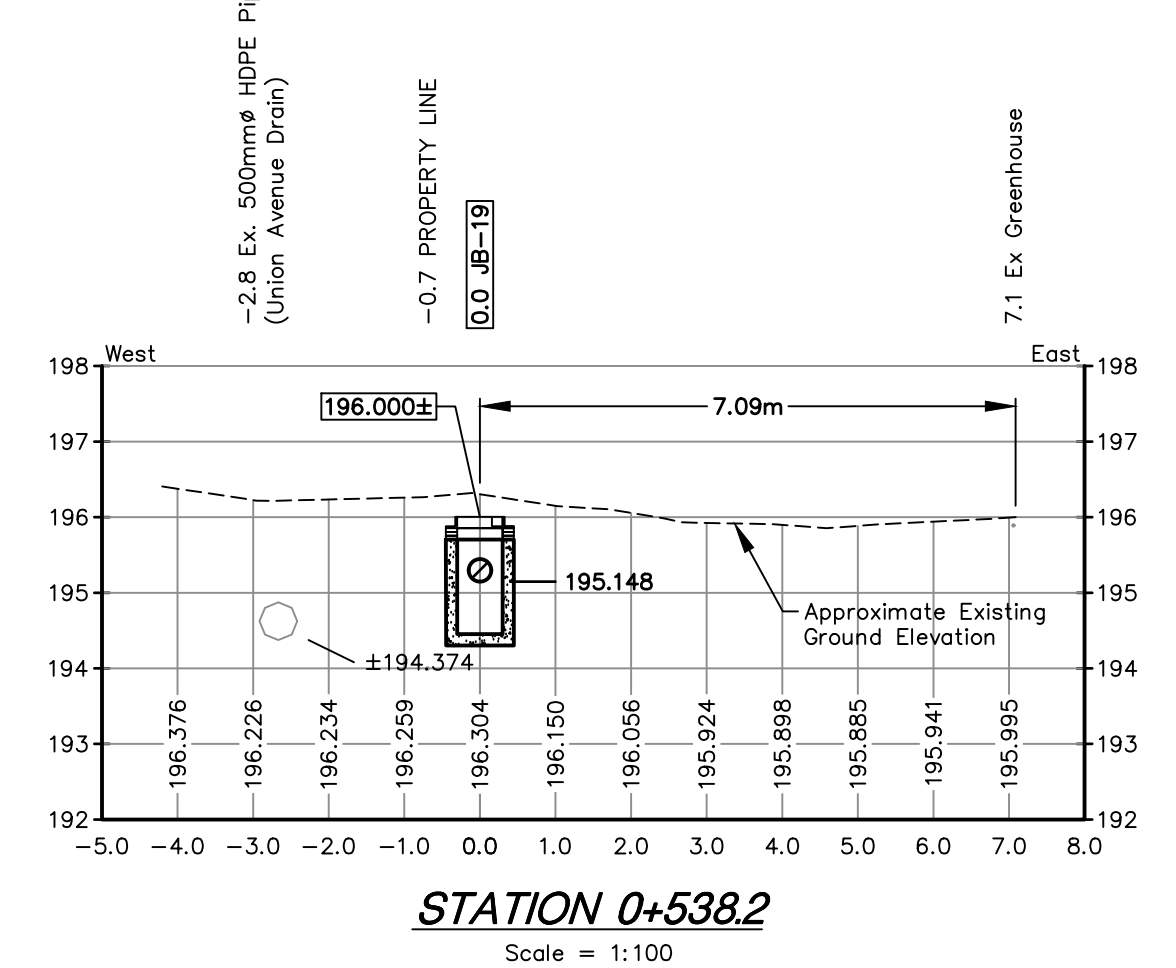 -2.8 Ex. 500mmø HDPE
(Union Avenue Drain)
-0.7 PROPERTY LINE
0.0 JB-19
7.1 Ex Greenhouse
West
East
198
198
196.000±
7.09m
197
197
196
196
195.148
195
195
Approximate Existing
Ground Elevation
±194.374
194
194
196.376
196.226
196.234
196.259
196.304
196.150
196.056
195.924
195.898
195.885
195.941
195.995
193
193
192
192
-5.0 -4.0 -3.0 -2.0 -1.0 0.0 1.0 2.0 3.0 4.0 5.0 6.0 7.0 8.0
STATION 0+538.2
Scale = 1:100